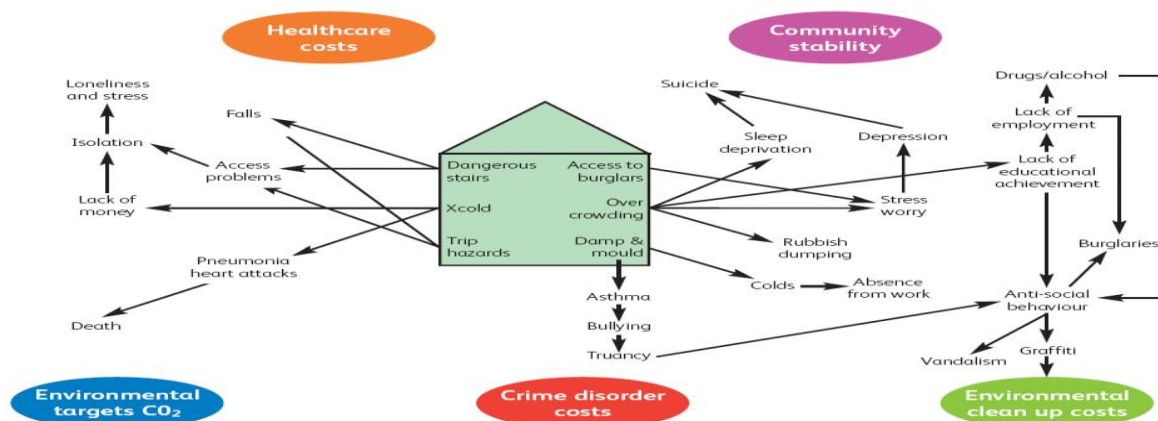 Healthcare
costs
Community
stability
Loneliness
and stress
Falls
Isolation
Access
problems
Lack of
money
Pneumonia
heart attacks
Death
Dangerous
stairs
Xcold
Trip
hazards
Access to
burglars
Over
crowding
Damp &
mould
Suicide
Sleep
deprivation
Depression
Stress
worry
Rubbish
dumping
Colds
Absence
from work
Asthma
Bullying
Truancy
Drugs/alcohol
Lack of
employment
Lack of
educational
achievement
Burglaries
Anti-social
behaviour
Vandalism
Graffiti
Environmental
targets C0₂
Crime disorder
costs
Environmental
clean up costs